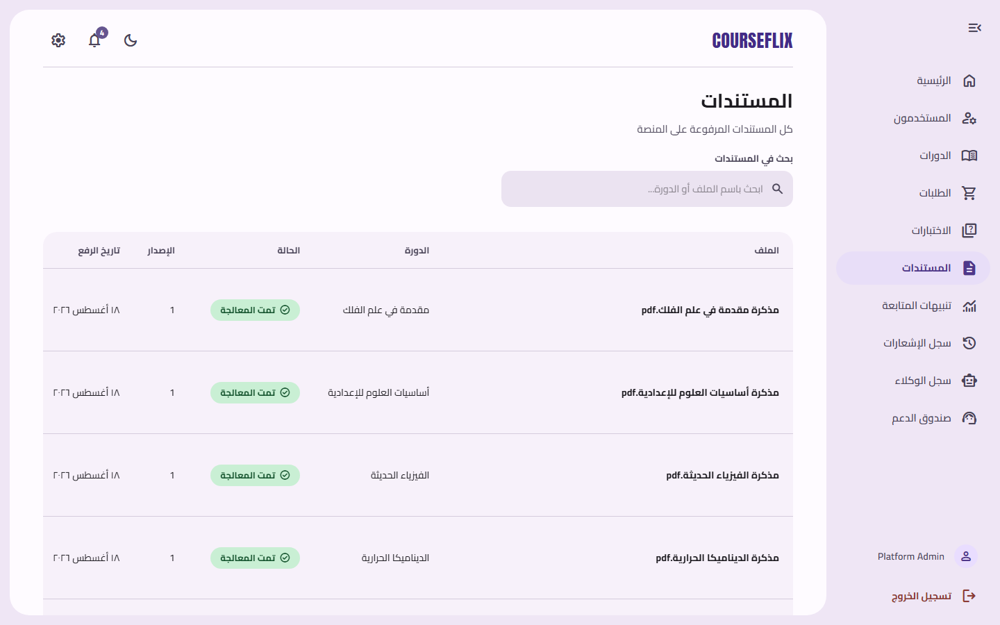 COURSEFLIX
4
المستندات
كل المستندات المرفوعة على المنصة
بحث في المستندات
ابحث باسم الملف أو الدورة...
الملف الدورة الحالة الإصدار تاريخ الرفع
مذكرة مقدمة في علم الفلك.pdf مقدمة في علم الفلك تمت المعالجة 1 ١٨ أغسطس ٢٠٢٦
مذكرة أساسيات العلوم للإعدادية.pdf أساسيات العلوم للإعدادية تمت المعالجة 1 ١٨ أغسطس ٢٠٢٦
مذكرة الفيزياء الحديثة.pdf الفيزياء الحديثة تمت المعالجة 1 ١٨ أغسطس ٢٠٢٦
مذكرة الديناميكا الحرارية.pdf الديناميكا الحرارية تمت المعالجة 1 ١٨ أغسطس ٢٠٢٦
الرئيسية
المستخدمون
الدورات
الطلبات
الاختبارات
المستندات
تنبيهات المتابعة
سجل الإشعارات
سجل الوكلاء
صندوق الدعم
Platform Admin
تسجيل الخروج